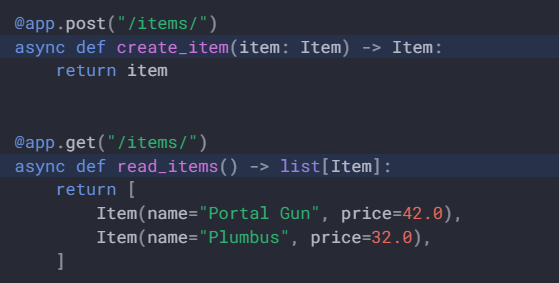 @app.post("/items/")
async def create_item(item: Item) -> Item:
    return item
@app.get("/items/")
async def read_items() -> list[Item]:
    return [
        Item(name="Portal Gun", price=42.0),
        Item(name="Plumbus", price=32.0),
    ]